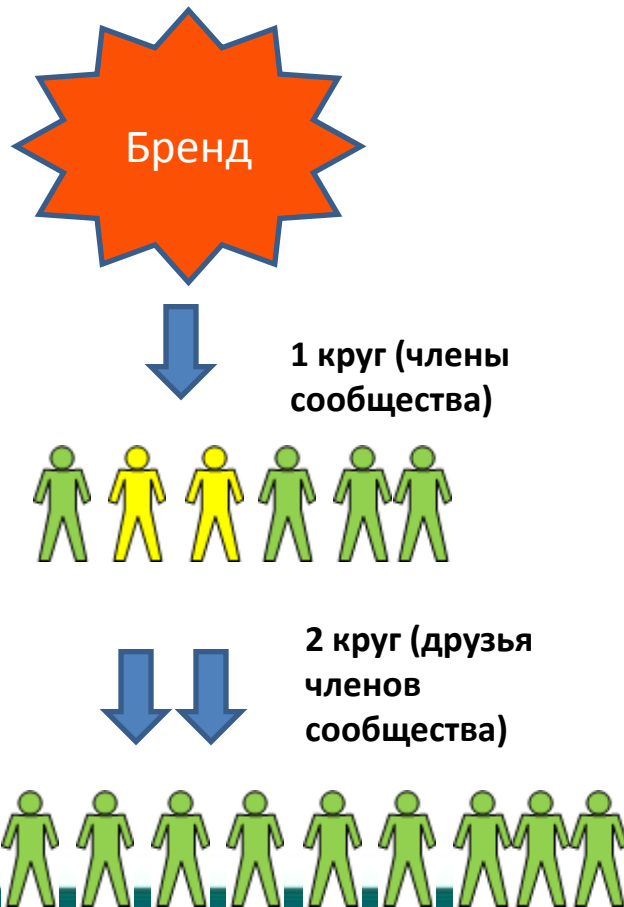 Бренд
1 круг (члены
сообщества)
2 круг (друзья
членов
сообщества)